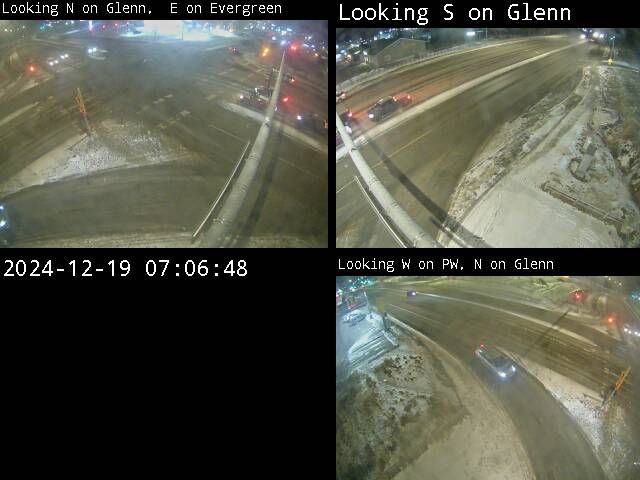 Looking N on Glenn,  E on Evergreen
Looking S on Glenn
2024-12-19 07:06:48
Looking W on PW, N on Glenn